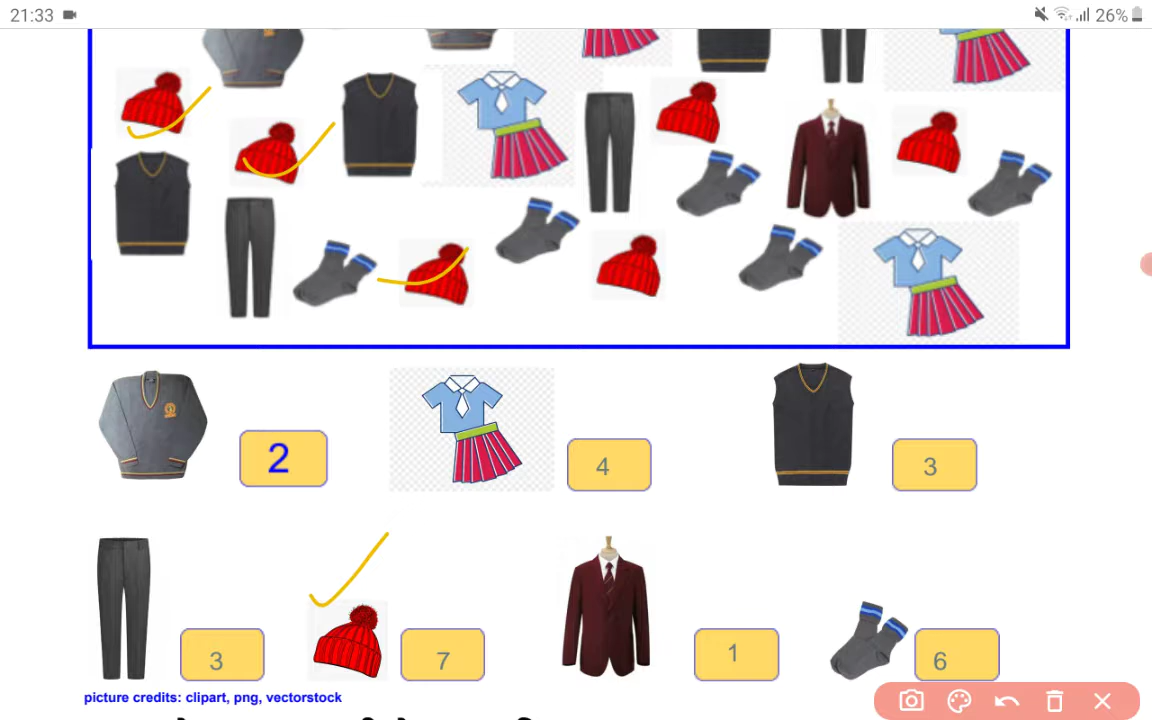 21:33 26%
2 4 3
3 7 1 6
picture credits: clipart, png, vectorstock